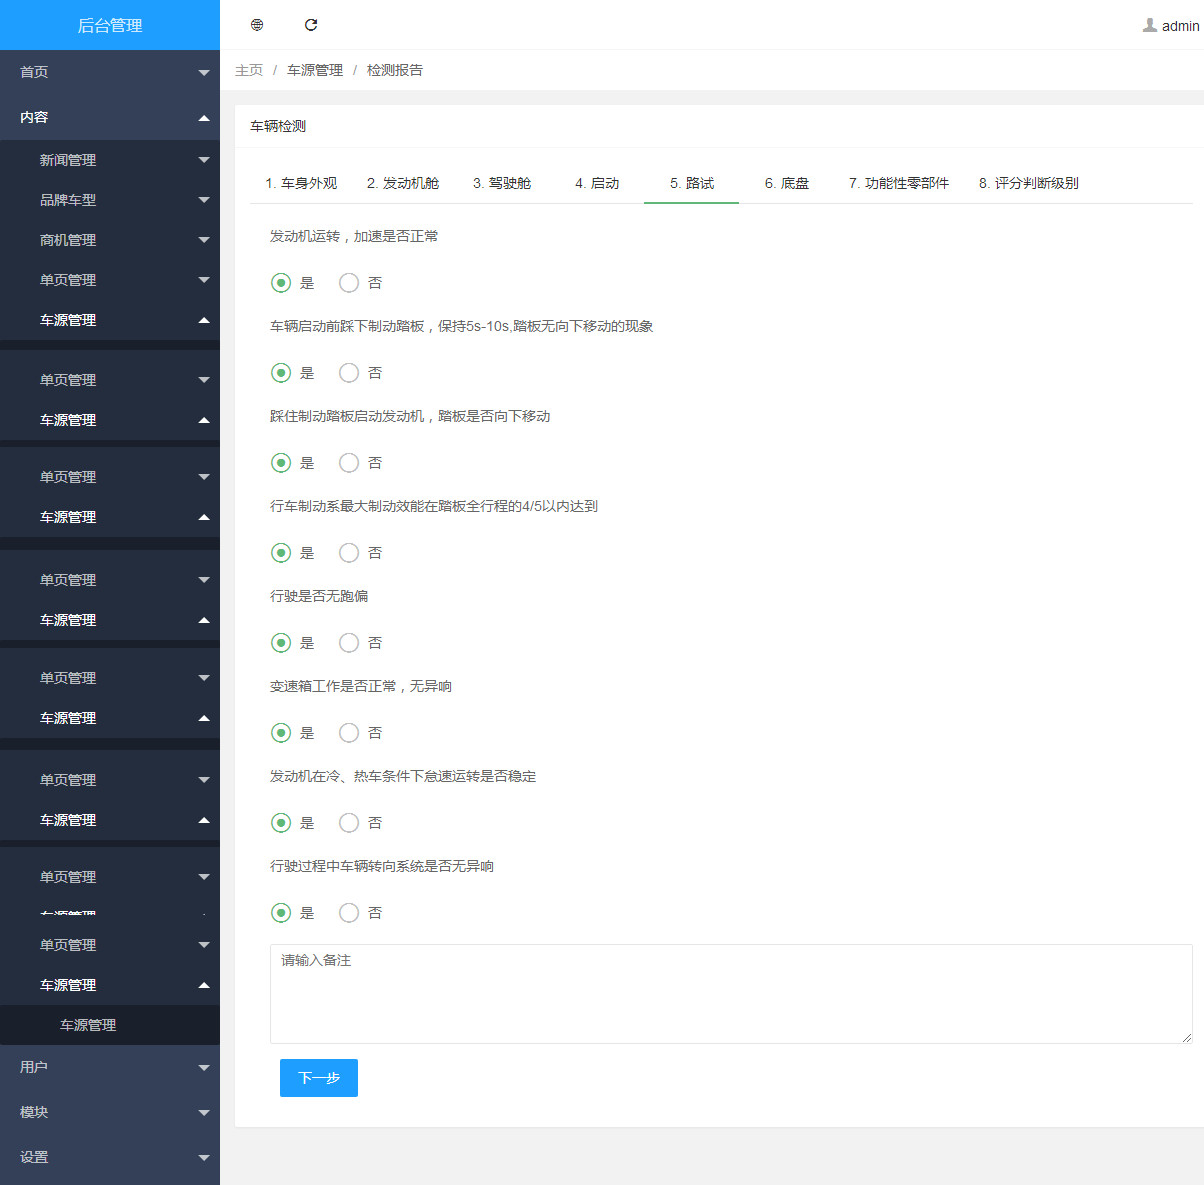 后台管理
admin
首页
内容
新闻管理
品牌车型
商机管理
单页管理
车源管理
单页管理
车源管理
单页管理
车源管理
单页管理
车源管理
单页管理
车源管理
单页管理
车源管理
单页管理
单页管理
车源管理
车源管理
用户
模块
设置
主页 / 车源管理 / 检测报告
车辆检测
1. 车身外观 2. 发动机舱 3. 驾驶舱 4. 启动 5. 路试 6. 底盘 7. 功能性零部件 8. 评分判断级别
发动机运转，加速是否正常
是 否
车辆启动前踩下制动踏板，保持5s-10s,踏板无向下移动的现象
是 否
踩住制动踏板启动发动机，踏板是否向下移动
是 否
行车制动系最大制动效能在踏板全行程的4/5以内达到
是 否
行驶是否无跑偏
是 否
变速箱工作是否正常，无异响
是 否
发动机在冷、热车条件下怠速运转是否稳定
是 否
行驶过程中车辆转向系统是否无异响
是 否
请输入备注
下一步